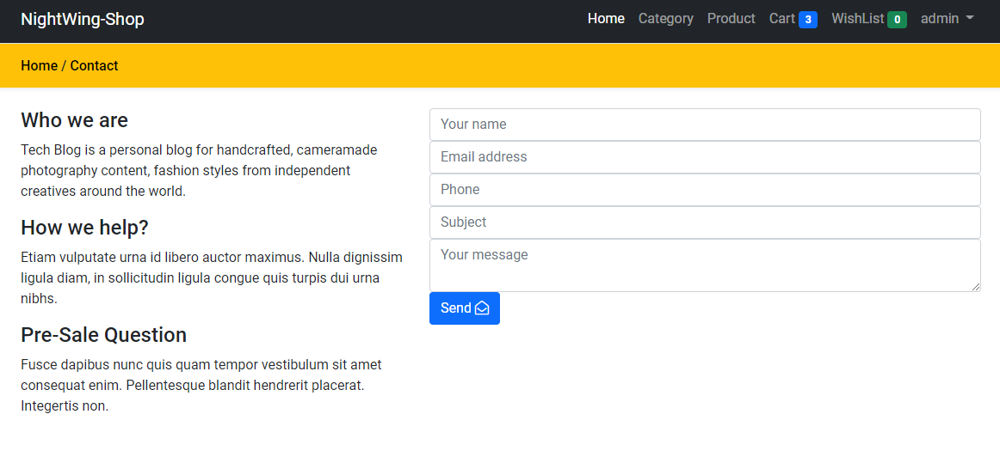 NightWing-Shop
Home Category Product Cart 3 WishList 0 admin
Home / Contact
Who we are
Tech Blog is a personal blog for handcrafted, cameramade
photography content, fashion styles from independent
creatives around the world.
How we help?
Etiam vulputate urna id libero auctor maximus. Nulla dignissim
ligula diam, in sollicitudin ligula congue quis turpis dui urna
nibhs.
Pre-Sale Question
Fusce dapibus nunc quis quam tempor vestibulum sit amet
consequat enim. Pellentesque blandit hendrerit placerat.
Integertis non.
Your name
Email address
Phone
Subject
Your message
Send